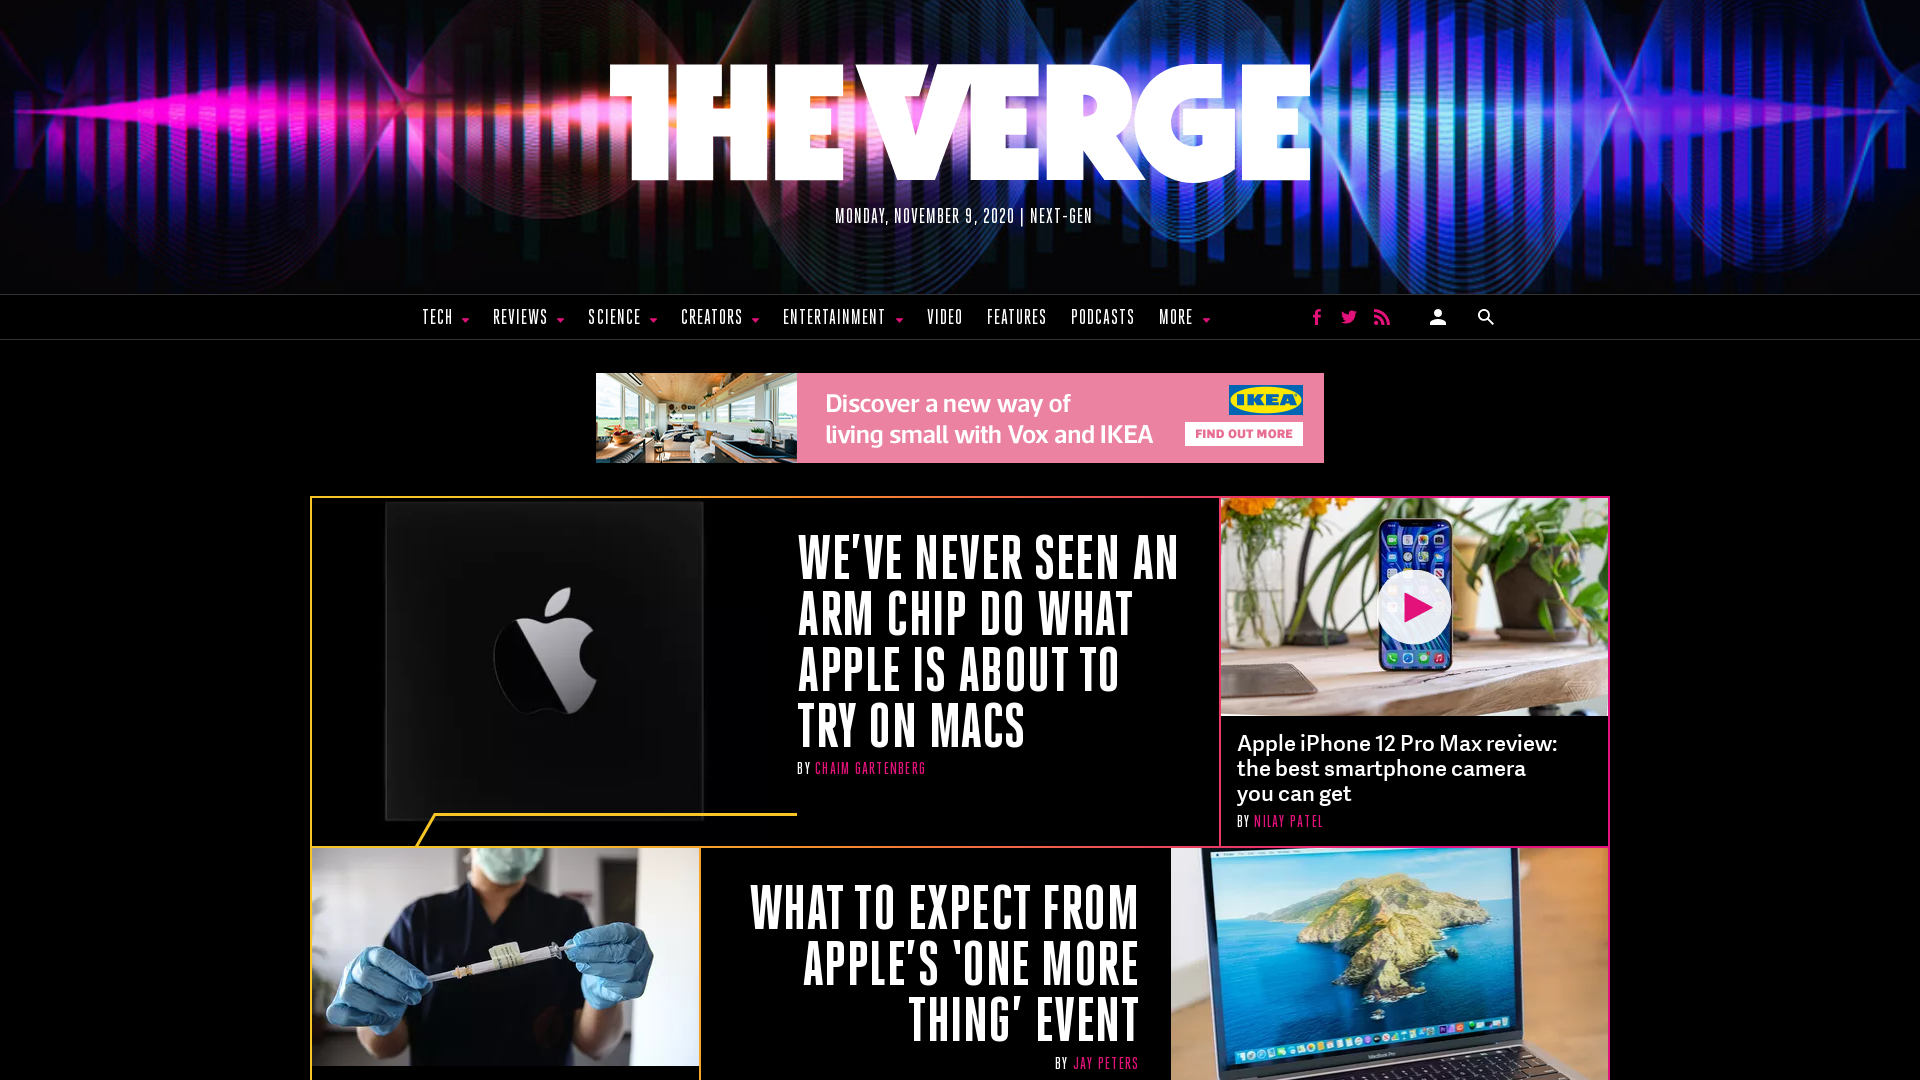 THE VERGE
MONDAY, NOVEMBER 9, 2020 | NEXT-GEN
TECH REVIEWS SCIENCE CREATORS ENTERTAINMENT VIDEO FEATURES PODCASTS MORE
Discover a new way of
living small with Vox and IKEA
IKEA
FIND OUT MORE
WE'VE NEVER SEEN AN
ARM CHIP DO WHAT
APPLE IS ABOUT TO
TRY ON MACS
BY CHAIM GARTENBERG
Apple iPhone 12 Pro Max review:
the best smartphone camera
you can get
BY NILAY PATEL
WHAT TO EXPECT FROM
APPLE'S ‘ONE MORE
THING’ EVENT
BY JAY PETERS
MacBook Pro